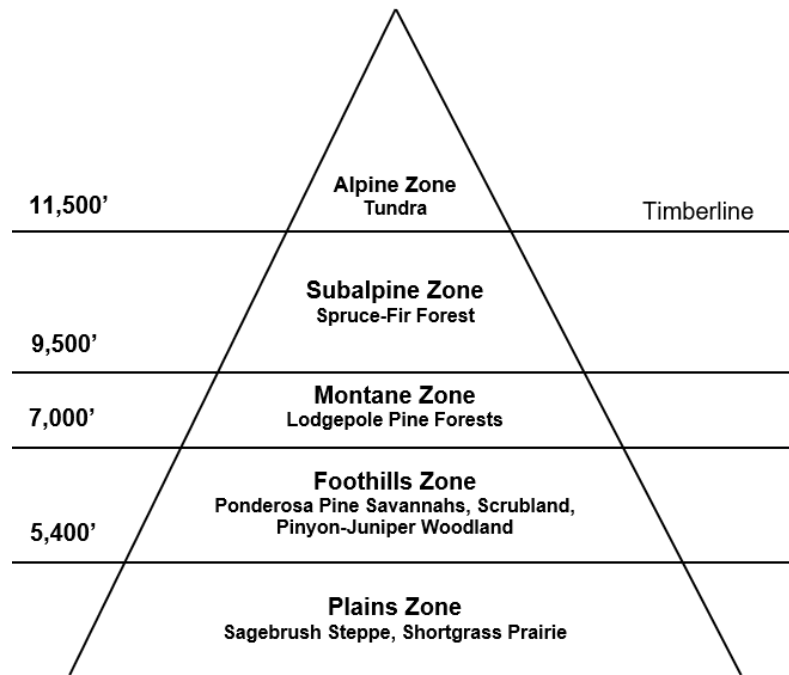 Alpine Zone
Tundra
11,500’
Timberline
Subalpine Zone
Spruce-Fir Forest
9,500’
Montane Zone
Lodgepole Pine Forests
7,000’
Foothills Zone
Ponderosa Pine Savannahs, Scrubland,
Pinyon-Juniper Woodland
5,400’
Plains Zone
Sagebrush Steppe, Shortgrass Prairie